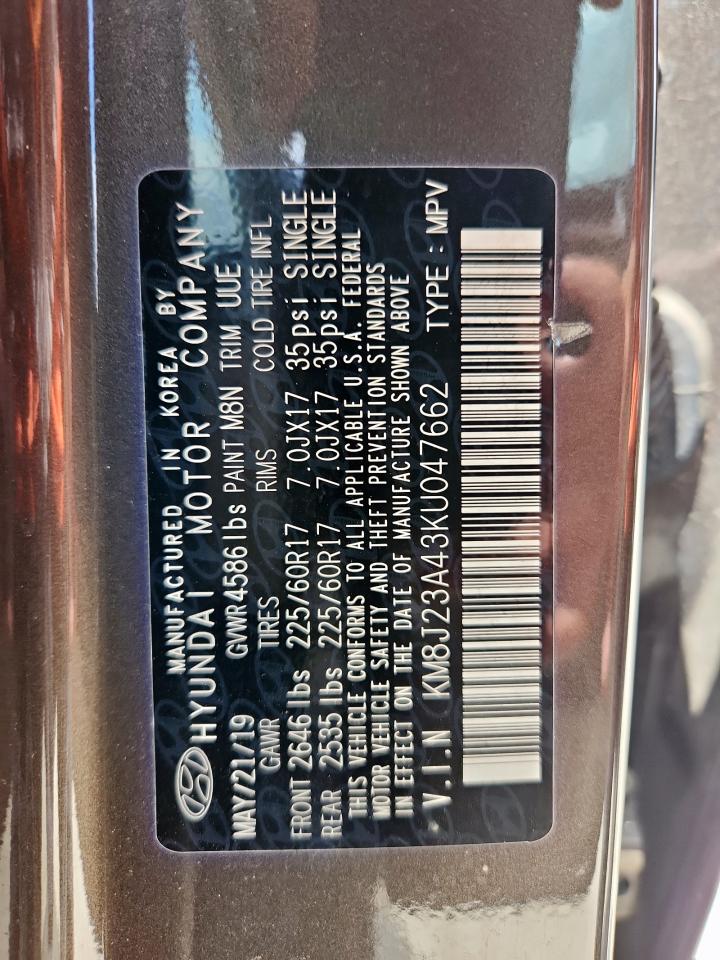 MANUFACTURED IN KOREA BY
HYUNDAI MOTOR COMPANY
MAY/21/19 GVWR4586 lbs PAINT M8N TRIM UUE
GAWR TIRES RIMS COLD TIRE INFL
FRONT 2646 lbs 225/60R17 7.0JX17 35psi SINGLE
REAR 2535 lbs 225/60R17 7.0JX17 35psi SINGLE
THIS VEHICLE CONFORMS TO ALL APPLICABLE U.S.A. FEDERAL
MOTOR VEHICLE SAFETY AND THEFT PREVENTION STANDARDS
IN EFFECT ON THE DATE OF MANUFACTURE SHOWN ABOVE
V.I.N KM8J23A43KU047662 TYPE : MPV